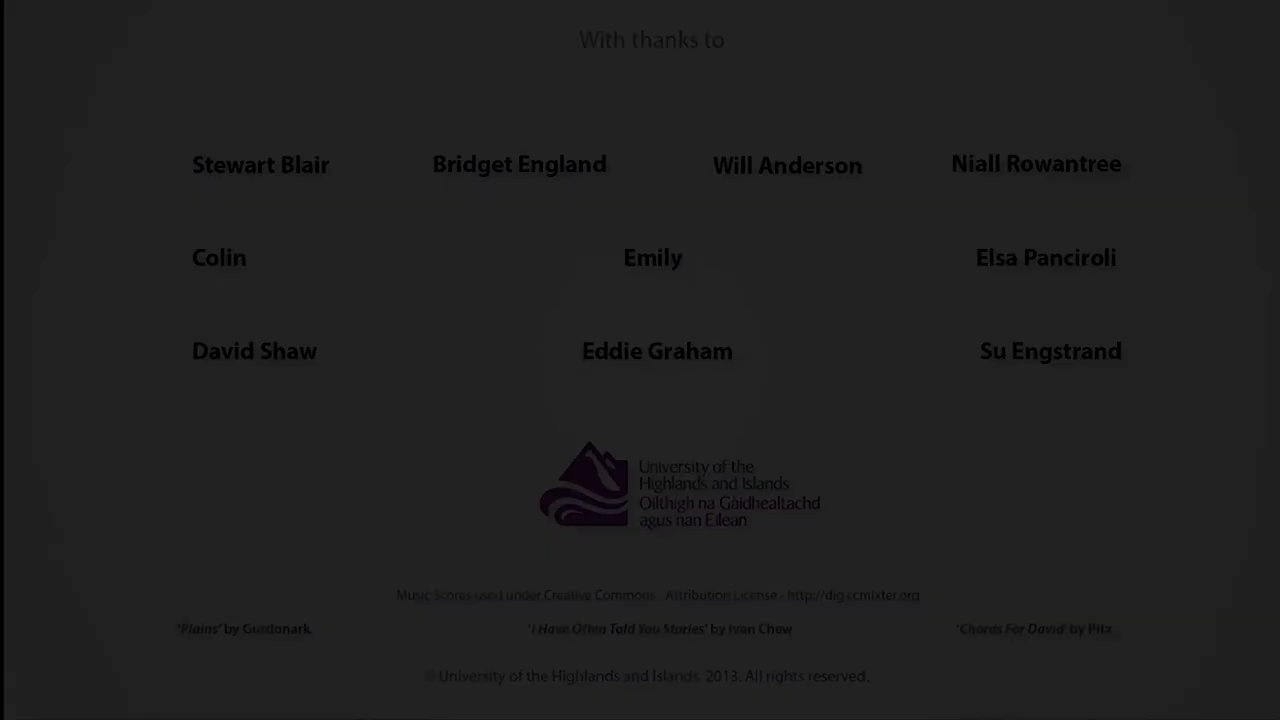 With thanks to
Stewart Blair Bridget England Will Anderson Niall Rowantree
Colin Emily Elsa Panciroli
David Shaw Eddie Graham Su Engstrand
University of the
Highlands and Islands
Oilthigh na Gàidhealtachd
agus nan Eilean
Music Scores used under Creative Commons - Attribution License - http://dig.ccmixter.org
'Plains' by Gurdonark 'I Have Often Told You Stories' by Ivan Chew 'Chords For David' by Pitx
© University of the Highlands and Islands. 2013. All rights reserved.